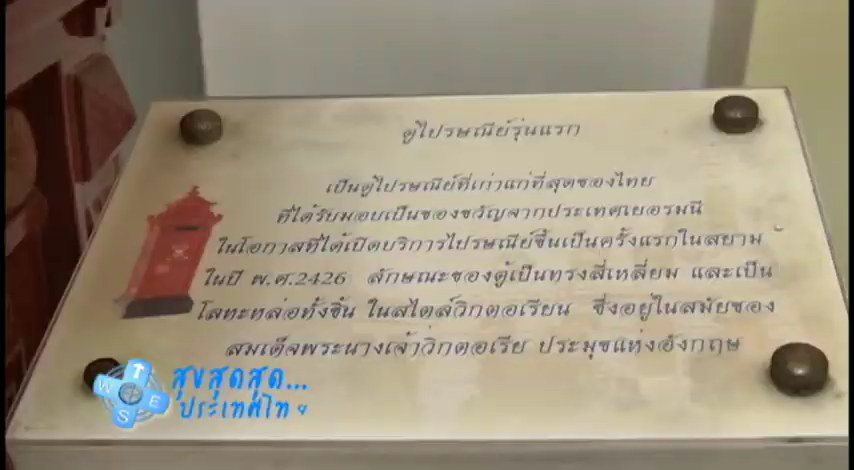 ตู้ไปรษณีย์รุ่นแรก
เป็นตู้ไปรษณีย์ที่เก่าแก่ที่สุดของไทย
ที่ได้รับมอบเป็นของขวัญจากประเทศเยอรมนี
ในโอกาสที่ได้เปิดบริการไปรษณีย์ขึ้นเป็นครั้งแรกในสยาม
ในปี พ.ศ.2426 ลักษณะของตู้เป็นทรงสี่เหลี่ยม และเป็น
โลหะหล่อทั้งชิ้น ในสไตล์วิกตอเรียน ซึ่งอยู่ในสมัยของ
สมเด็จพระนางเจ้าวิกตอเรีย ประมุขแห่งอังกฤษ
T W E S
สุขสุดสุด...
ประเทศไทย